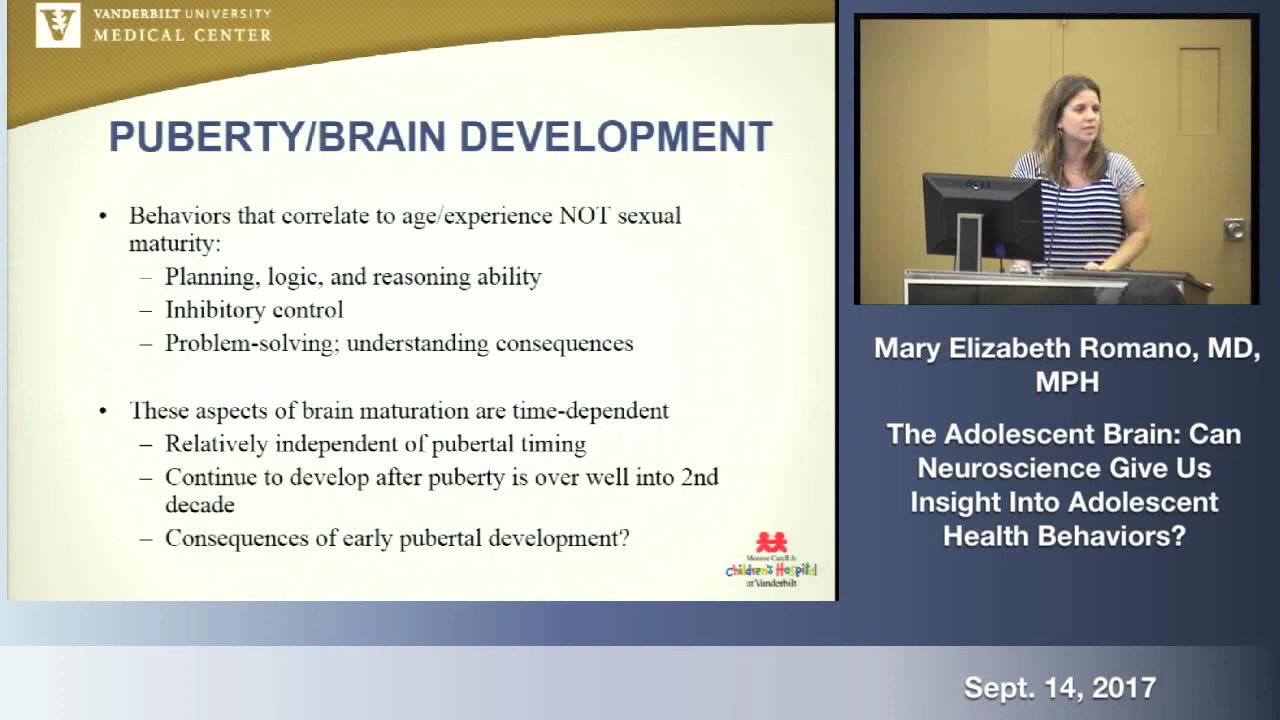 VANDERBILT UNIVERSITY
MEDICAL CENTER
PUBERTY/BRAIN DEVELOPMENT
• Behaviors that correlate to age/experience NOT sexual
maturity:
– Planning, logic, and reasoning ability
– Inhibitory control
– Problem-solving; understanding consequences
• These aspects of brain maturation are time-dependent
– Relatively independent of pubertal timing
– Continue to develop after puberty is over well into 2nd
decade
– Consequences of early pubertal development?
Monroe Carell Jr.
Children's Hospital
at Vanderbilt
DELL
Mary Elizabeth Romano, MD,
MPH
The Adolescent Brain: Can
Neuroscience Give Us
Insight Into Adolescent
Health Behaviors?
Sept. 14, 2017